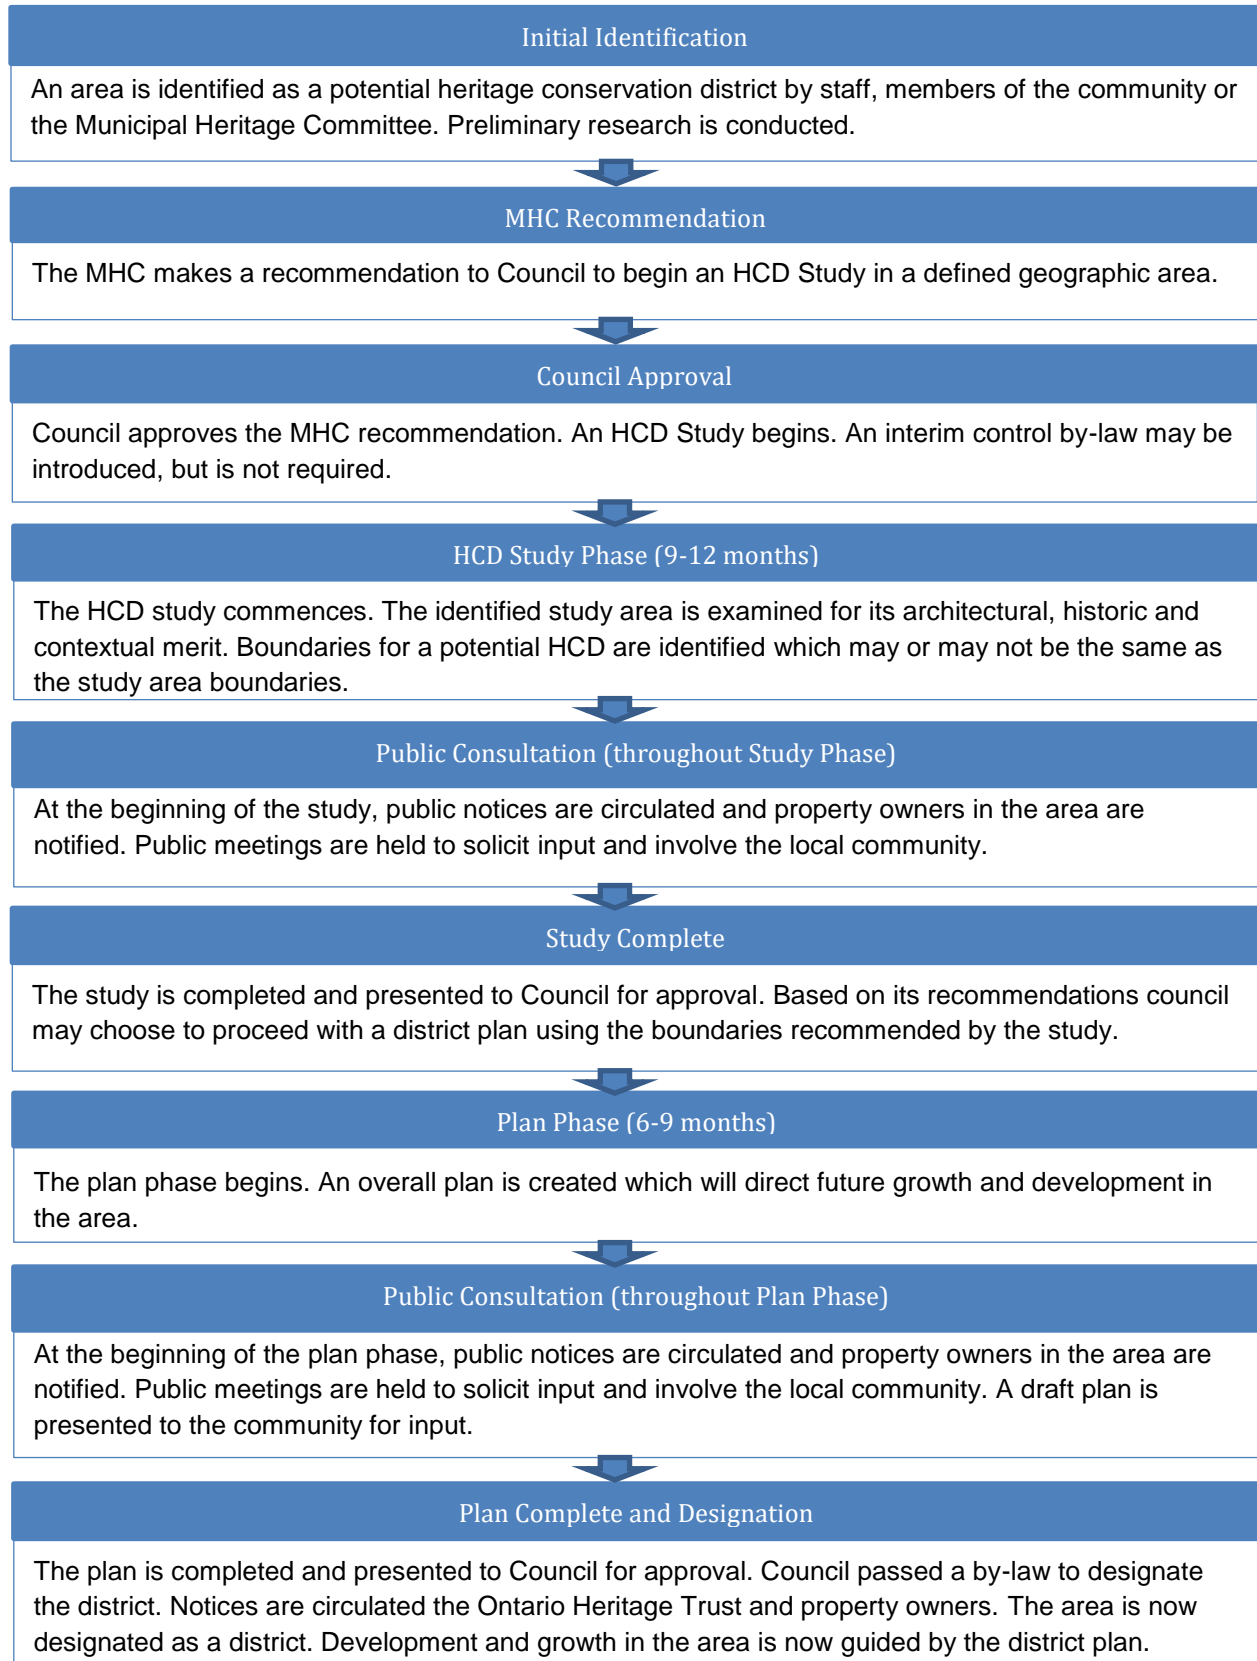 Initial Identification
An area is identified as a potential heritage conservation district by staff, members of the community or
the Municipal Heritage Committee. Preliminary research is conducted.
MHC Recommendation
The MHC makes a recommendation to Council to begin an HCD Study in a defined geographic area.
Council Approval
Council approves the MHC recommendation. An HCD Study begins. An interim control by-law may be
introduced, but is not required.
HCD Study Phase (9-12 months)
The HCD study commences. The identified study area is examined for its architectural, historic and
contextual merit. Boundaries for a potential HCD are identified which may or may not be the same as
the study area boundaries.
Public Consultation (throughout Study Phase)
At the beginning of the study, public notices are circulated and property owners in the area are
notified. Public meetings are held to solicit input and involve the local community.
Study Complete
The study is completed and presented to Council for approval. Based on its recommendations council
may choose to proceed with a district plan using the boundaries recommended by the study.
Plan Phase (6-9 months)
The plan phase begins. An overall plan is created which will direct future growth and development in
the area.
Public Consultation (throughout Plan Phase)
At the beginning of the plan phase, public notices are circulated and property owners in the area are
notified. Public meetings are held to solicit input and involve the local community. A draft plan is
presented to the community for input.
Plan Complete and Designation
The plan is completed and presented to Council for approval. Council passed a by-law to designate
the district. Notices are circulated the Ontario Heritage Trust and property owners. The area is now
designated as a district. Development and growth in the area is now guided by the district plan.